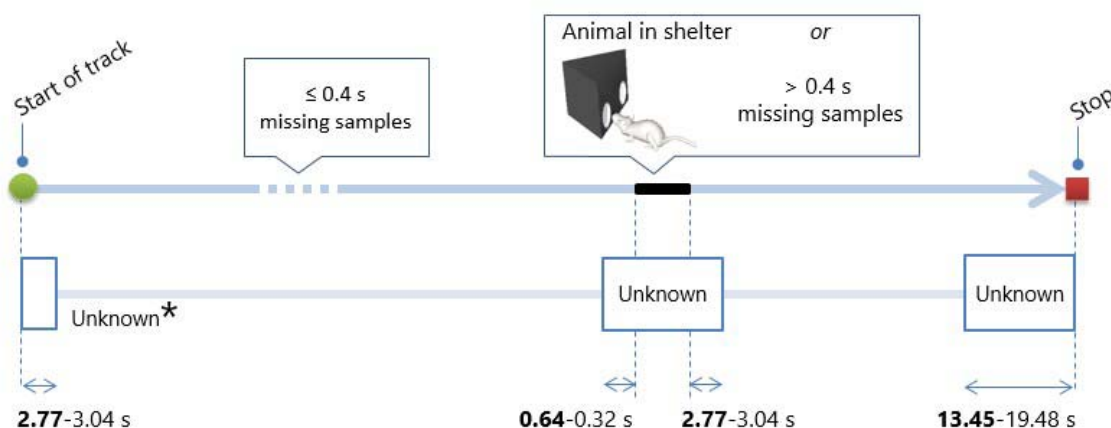 Start of track
≤ 0.4 s
missing samples
Animal in shelter or
> 0.4 s
missing samples
Stop
Unknown*
Unknown
Unknown
2.77-3.04 s
0.64-0.32 s
2.77-3.04 s
13.45-19.48 s